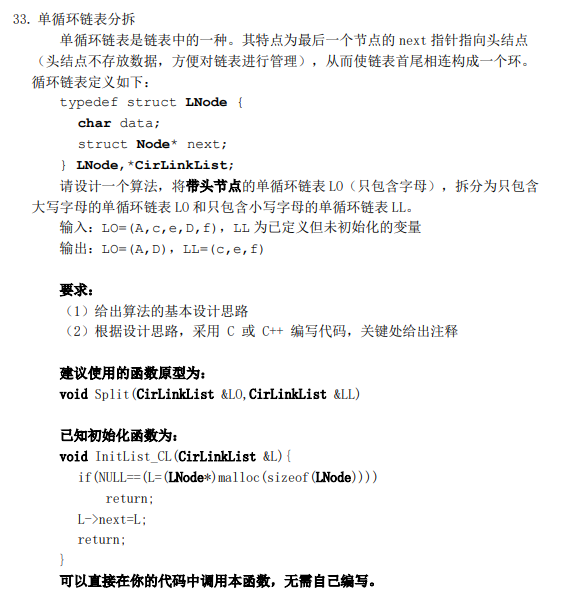 33. 单循环链表分拆
单循环链表是链表中的一种。其特点为最后一个节点的 next 指针指向头结点
（头结点不存放数据，方便对链表进行管理），从而使链表首尾相连构成一个环。
循环链表定义如下：
typedef struct LNode {
char data;
struct Node* next;
} LNode,*CirLinkList;
请设计一个算法，将带头节点的单循环链表 LO（只包含字母），拆分为只包含
大写字母的单循环链表 LO 和只包含小写字母的单循环链表 LL。
输入：LO=(A,c,e,D,f)，LL 为已定义但未初始化的变量
输出：LO=(A,D)，LL=(c,e,f)
要求：
（1）给出算法的基本设计思路
（2）根据设计思路，采用 C 或 C++ 编写代码，关键处给出注释
建议使用的函数原型为：
void Split(CirLinkList &LO,CirLinkList &LL)
已知初始化函数为：
void InitList_CL(CirLinkList &L){
if(NULL==(L=(LNode*)malloc(sizeof(LNode))))
return;
L->next=L;
return;
}
可以直接在你的代码中调用本函数，无需自己编写。